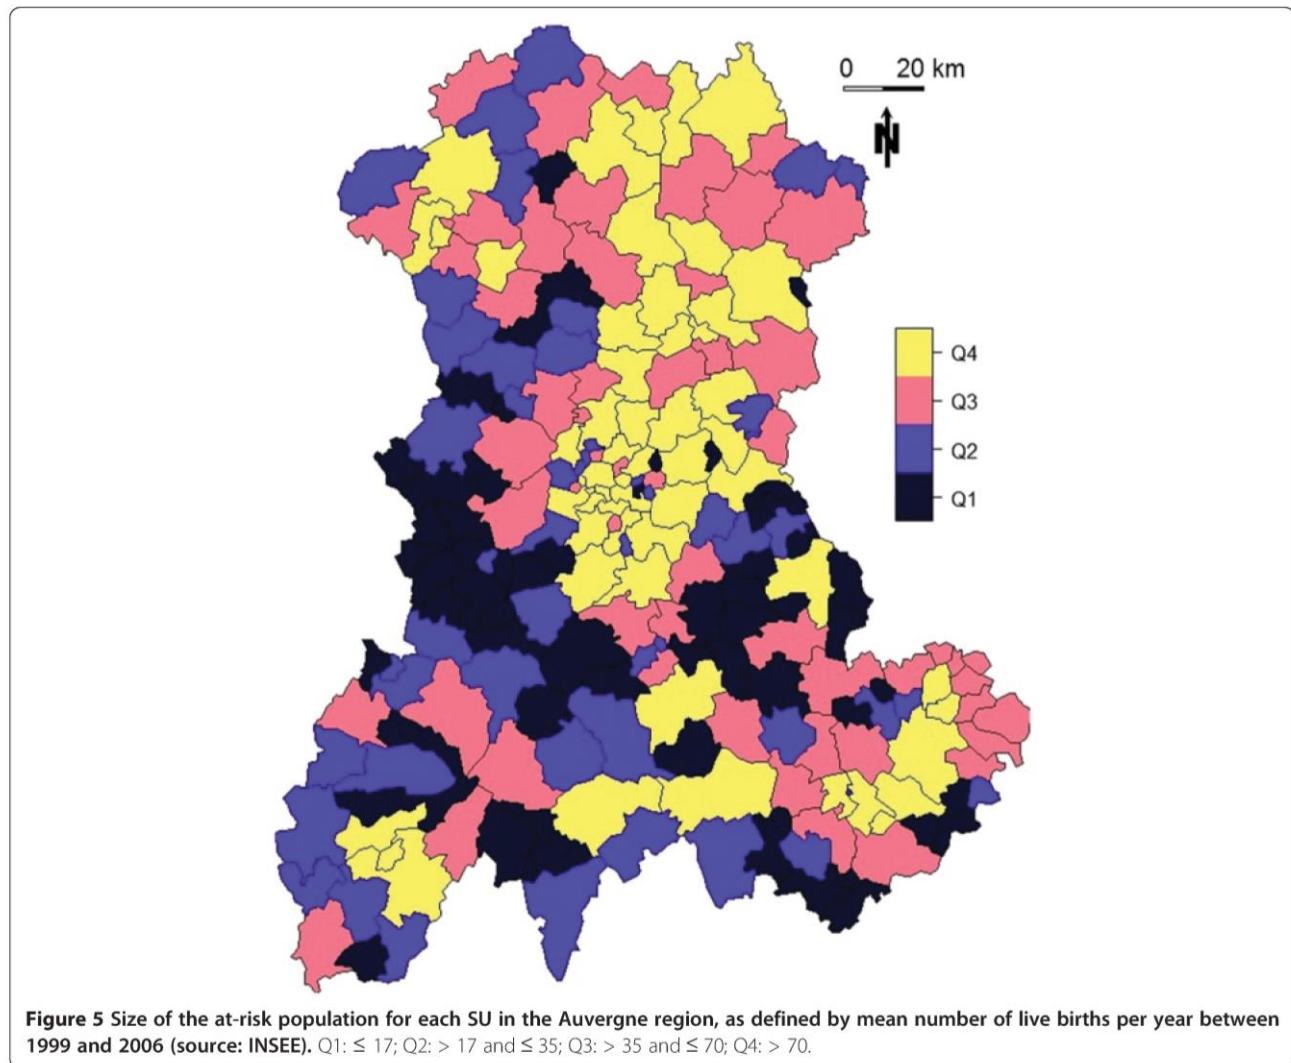 0 20 km
N
Q4
Q3
Q2
Q1
Figure 5 Size of the at-risk population for each SU in the Auvergne region, as defined by mean number of live births per year between
1999 and 2006 (source: INSEE). Q1: ≤ 17; Q2: > 17 and ≤ 35; Q3: > 35 and ≤ 70; Q4: > 70.